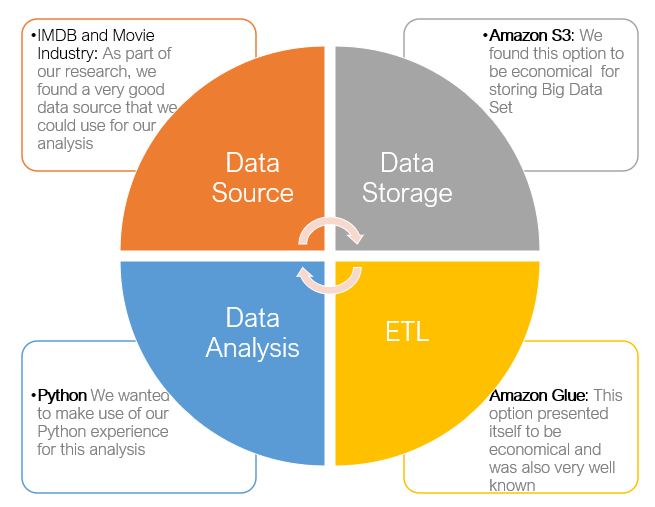 •IMDB and Movie
Industry: As part of
our research, we
found a very good
data source that we
could use for our
analysis
•Amazon S3: We
found this option to
be economical for
storing Big Data
Set
Data
Source
Data
Storage
Data
Analysis
ETL
•Python We wanted
to make use of our
Python experience
for this analysis
Amazon Glue: This
option presented
itself to be
economical and
was also very well
known